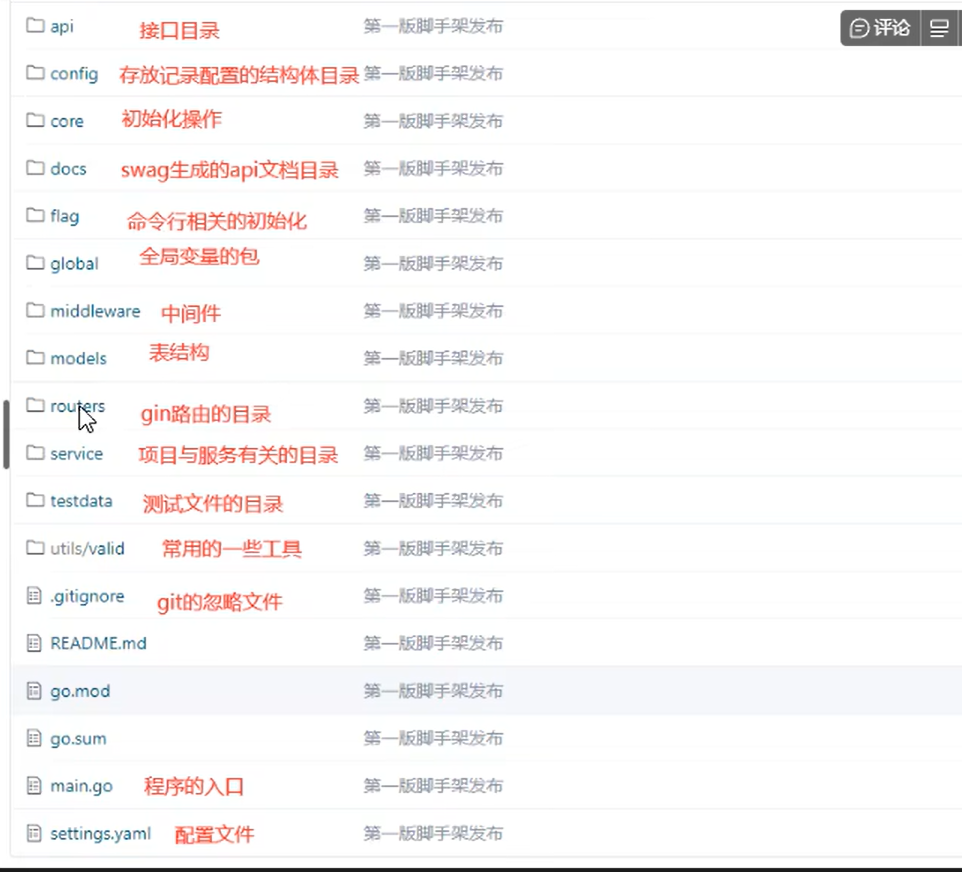 api 接口目录 第一版脚手架发布 评论
config 存放记录配置的结构体目录 第一版脚手架发布
core 初始化操作 第一版脚手架发布
docs swag生成的api文档目录 第一版脚手架发布
flag 命令行相关的初始化 第一版脚手架发布
global 全局变量的包 第一版脚手架发布
middleware 中间件 第一版脚手架发布
models 表结构 第一版脚手架发布
routers gin路由的目录 第一版脚手架发布
service 项目与服务有关的目录 第一版脚手架发布
testdata 测试文件的目录 第一版脚手架发布
utils/valid 常用的一些工具 第一版脚手架发布
.gitignore git的忽略文件 第一版脚手架发布
README.md 第一版脚手架发布
go.mod 第一版脚手架发布
go.sum 第一版脚手架发布
main.go 程序的入口 第一版脚手架发布
settings.yaml 配置文件 第一版脚手架发布